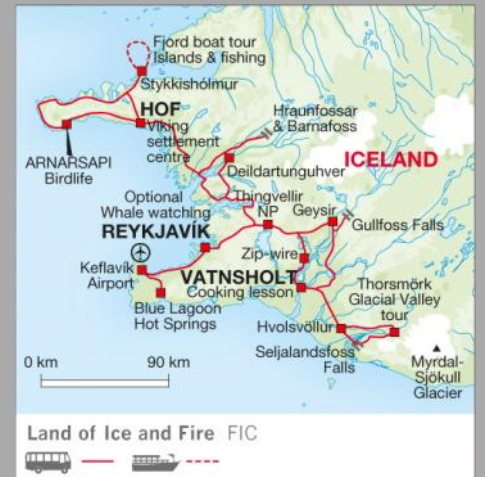 Fjord boat tour
Islands & fishing
Stykkishólmur
HOF
Viking
settlement
centre
Hraunfossar
& Barnafoss
ARNARSAPI
Birdlife
Deildartunguhver
ICELAND
Optional
Whale watching
Thingvellir
NP
Geysir
Gullfoss Falls
REYKJAVÍK
Zip-wire
Keflavík
Airport
VATNSHOLT
Cooking lesson
Thorsmörk
Glacial Valley
tour
Blue Lagoon
Hot Springs
Hvolsvöllur
Seljalandsfoss
Falls
Myrdal-
Sjökull
Glacier
0 km 90 km
Land of Ice and Fire FIC